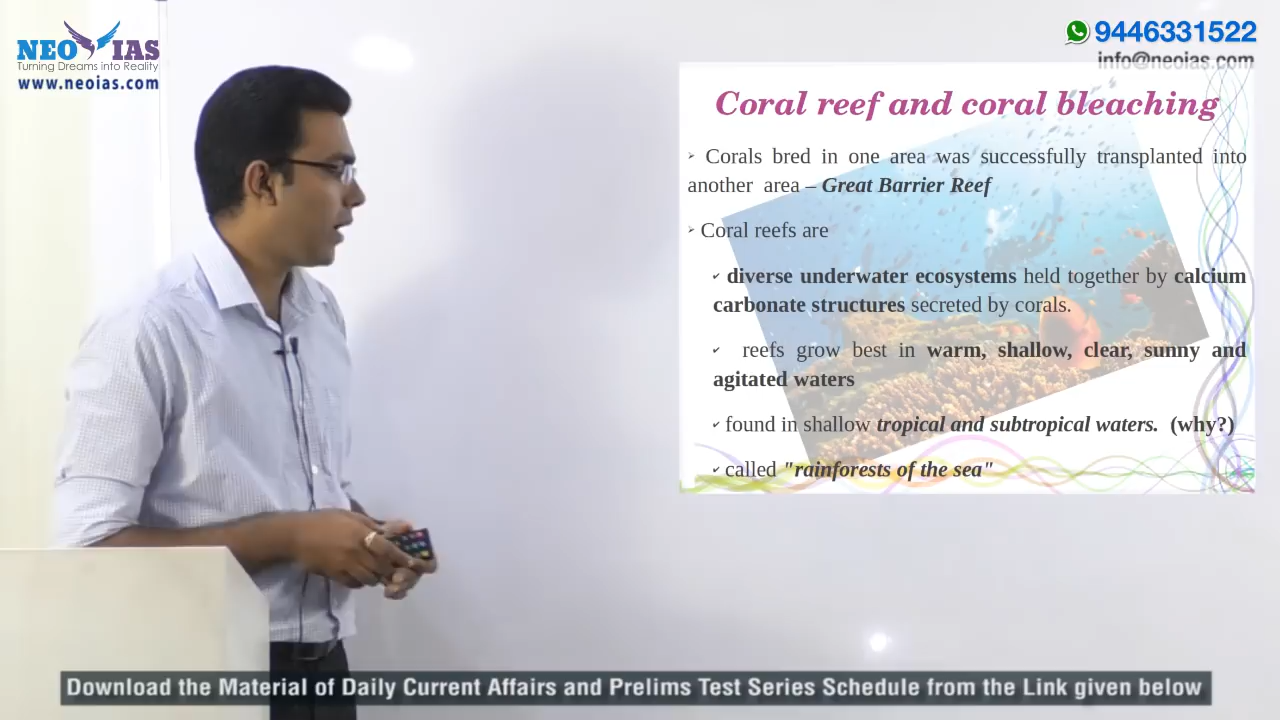 NEO IAS
Turning Dreams into Reality
www.neoias.com
9446331522
info@neoias.com
Coral reef and coral bleaching
Corals bred in one area was successfully transplanted into
another area – Great Barrier Reef
Coral reefs are
diverse underwater ecosystems held together by calcium
carbonate structures secreted by corals.
reefs grow best in warm, shallow, clear, sunny and
agitated waters
found in shallow tropical and subtropical waters. (why?)
called "rainforests of the sea"
Download the Material of Daily Current Affairs and Prelims Test Series Schedule from the Link given below